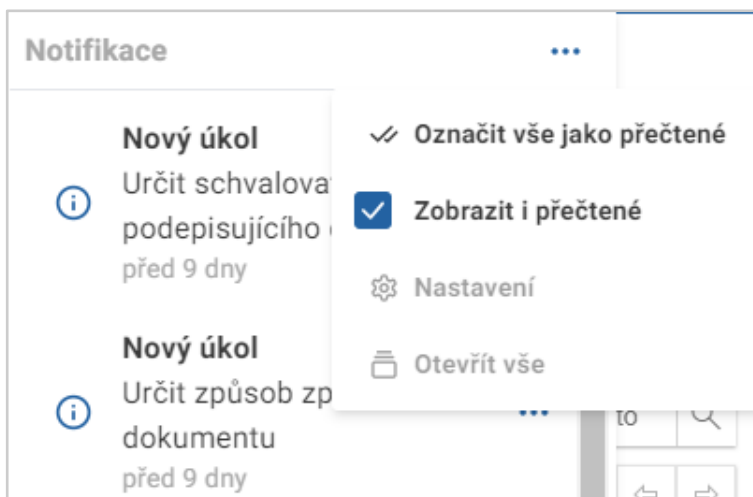 Notifikace
Nový úkol
Určit schvalova
podepisujícího
před 9 dny
Označit vše jako přečtené
Zobrazit i přečtené
Nastavení
Otevřít vše
Nový úkol
Určit způsob zp
dokumentu
před 9 dny
to